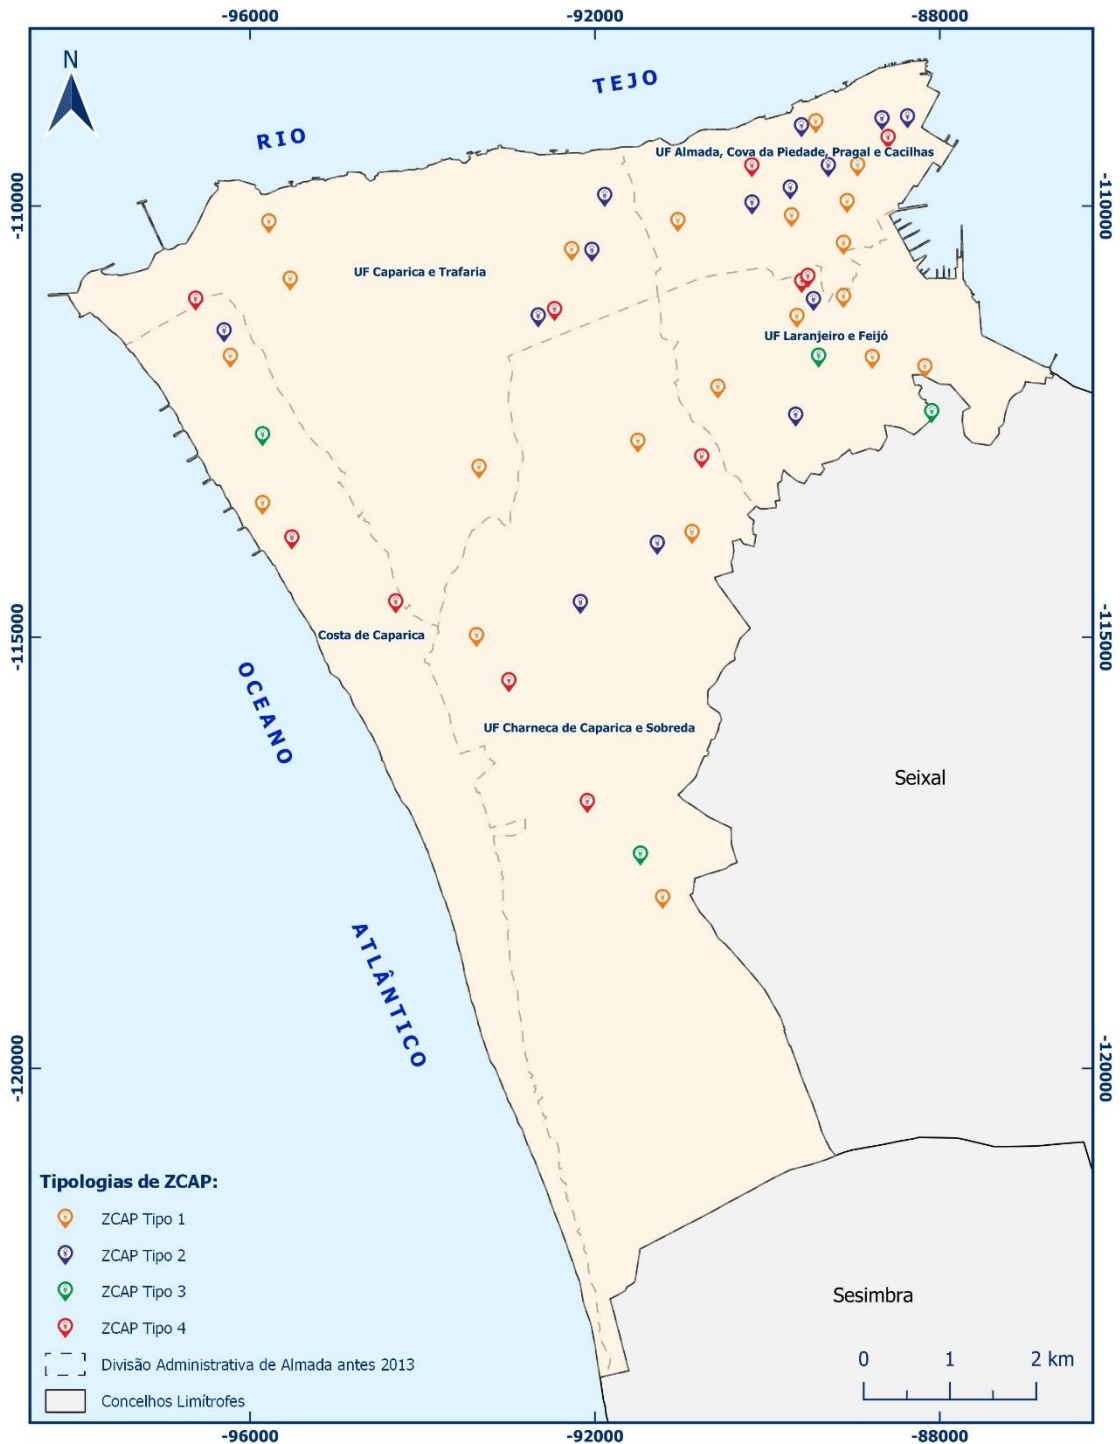 -96000
-92000
-88000
N
TEJO
RIO
UF Almada, Cova da Piedade, Pragal e Cacilhas
-110000
-110000
UF Caparica e Trafaria
UF Laranjeiro e Feijó
-115000
-115000
Costa de Caparica
OCEANO
UF Charneca de Caparica e Sobreda
Seixal
ATLÂNTICO
-120000
-120000
Tipologias de ZCAP:
ZCAP Tipo 1
ZCAP Tipo 2
ZCAP Tipo 3
ZCAP Tipo 4
Divisão Administrativa de Almada antes 2013
Concelhos Limítrofes
Sesimbra
0 1 2 km
-96000
-92000
-88000